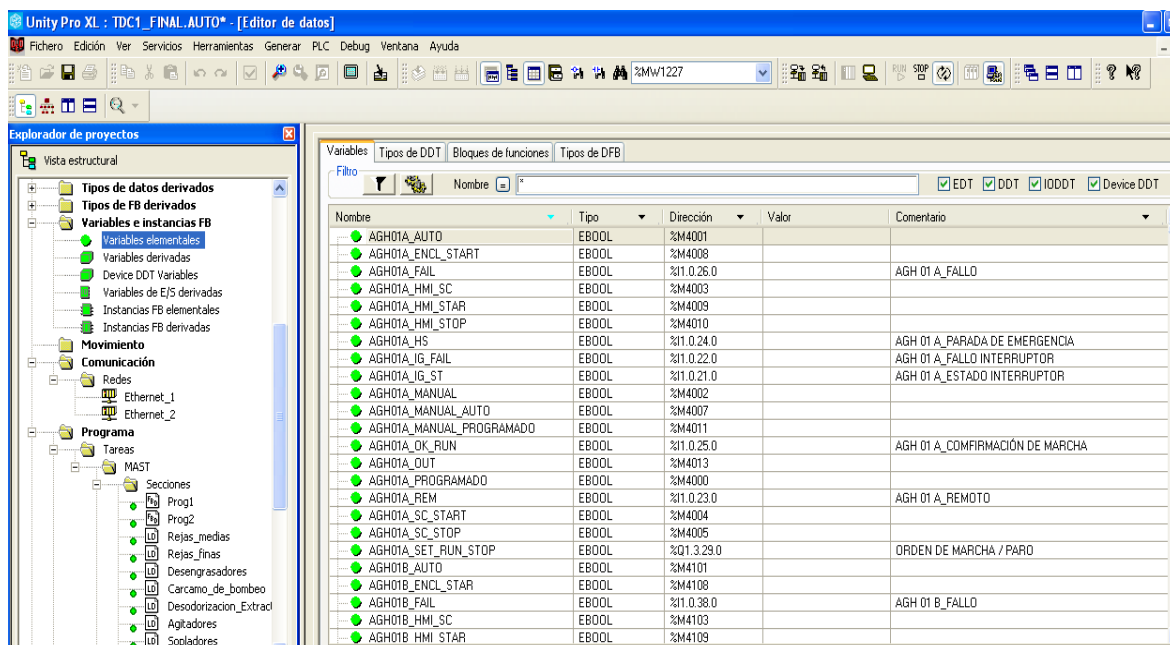 Unity Pro XL : TDC1_FINAL.AUTO* - [Editor de datos]
Fichero Edición Ver Servicios Herramientas Generar PLC Debug Ventana Ayuda
%MW1227
RUN STOP
Explorador de proyectos
Vista estructural
Tipos de datos derivados
Tipos de FB derivados
Variables e instancias FB
Variables elementales
Variables derivadas
Device DDT Variables
Variables de E/S derivadas
Instancias FB elementales
Instancias FB derivadas
Movimiento
Comunicación
Redes
Ethernet_1
Ethernet_2
Programa
Tareas
MAST
Secciones
Prog1
Prog2
LD Rejas_medias
LD Rejas_finas
LD Desengrasadores
LD Carcamo_de_bombeo
LD Desodorizacion_Extract
LD Agitadores
LD Sopladores
Variables Tipos de DDT Bloques de funciones Tipos de DFB
Filtro
Nombre = * EDT DDT IODDT Device DDT
Nombre Tipo Dirección Valor Comentario
AGH01A_AUTO EBOOL %M4001
AGH01A_ENCL_START EBOOL %M4008
AGH01A_FAIL EBOOL %I1.0.26.0 AGH 01 A_FALLO
AGH01A_HMI_SC EBOOL %M4003
AGH01A_HMI_STAR EBOOL %M4009
AGH01A_HMI_STOP EBOOL %M4010
AGH01A_HS EBOOL %I1.0.24.0 AGH 01 A_PARADA DE EMERGENCIA
AGH01A_IG_FAIL EBOOL %I1.0.22.0 AGH 01 A_FALLO INTERRUPTOR
AGH01A_IG_ST EBOOL %I1.0.21.0 AGH 01 A_ESTADO INTERRUPTOR
AGH01A_MANUAL EBOOL %M4002
AGH01A_MANUAL_AUTO EBOOL %M4007
AGH01A_MANUAL_PROGRAMADO EBOOL %M4011
AGH01A_OK_RUN EBOOL %I1.0.25.0 AGH 01 A_COMFIRMACIÓN DE MARCHA
AGH01A_OUT EBOOL %M4013
AGH01A_PROGRAMADO EBOOL %M4000
AGH01A_REM EBOOL %I1.0.23.0 AGH 01 A_REMOTO
AGH01A_SC_START EBOOL %M4004
AGH01A_SC_STOP EBOOL %M4005
AGH01A_SET_RUN_STOP EBOOL %Q1.3.29.0 ORDEN DE MARCHA / PARO
AGH01B_AUTO EBOOL %M4101
AGH01B_ENCL_STAR EBOOL %M4108
AGH01B_FAIL EBOOL %I1.0.38.0 AGH 01 B_FALLO
AGH01B_HMI_SC EBOOL %M4103
AGH01B_HMI_STAR EBOOL %M4109